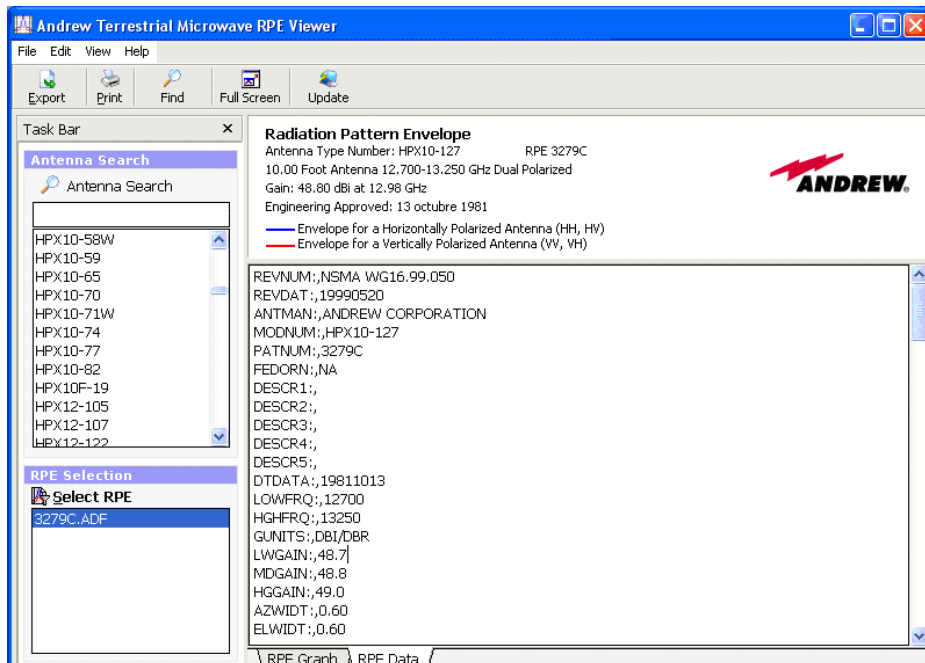 Andrew Terrestrial Microwave RPE Viewer
File Edit View Help
Export Print Find Full Screen Update
Task Bar
Antenna Search
Antenna Search
HPX10-58W
HPX10-59
HPX10-65
HPX10-70
HPX10-71W
HPX10-74
HPX10-77
HPX10-82
HPX10F-19
HPX12-105
HPX12-107
HPX12-122
RPE Selection
Select RPE
3279C.ADF
Radiation Pattern Envelope
Antenna Type Number: HPX10-127 RPE 3279C
10.00 Foot Antenna 12.700-13.250 GHz Dual Polarized
Gain: 48.80 dBi at 12.98 GHz
Engineering Approved: 13 octubre 1981
Envelope for a Horizontally Polarized Antenna (HH, HV)
Envelope for a Vertically Polarized Antenna (VV, VH)
ANDREW.
REVNUM:,NSMA WG16.99.050
REVDAT:,19990520
ANTMAN:,ANDREW CORPORATION
MODNUM:,HPX10-127
PATNUM:,3279C
FEDORN:,NA
DESCR1:,
DESCR2:,
DESCR3:,
DESCR4:,
DESCR5:,
DTDATA:,19811013
LOWFRQ:,12700
HGHFRQ:,13250
GUNITS:,DBI/DBR
LWGAIN:,48.7
MDGAIN:,48.8
HGGAIN:,49.0
AZWIDT:,0.60
ELWIDT:,0.60
RPE Graph RPE Data